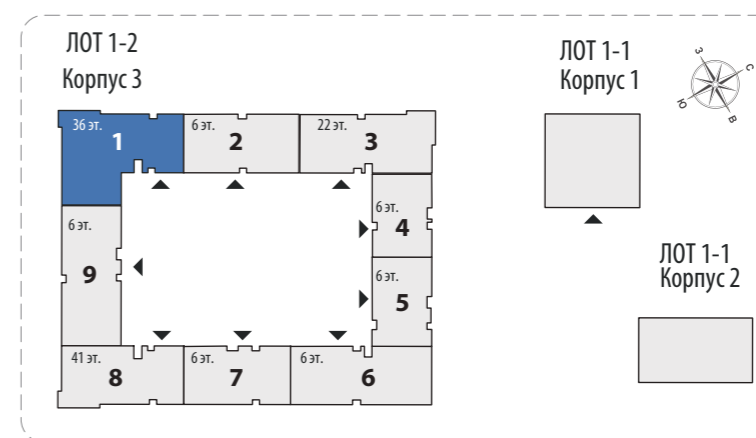 ЛОТ 1-2
Корпус 3
ЛОТ 1-1
Корпус 1
З
С
Ю
В
36 эт.
1
6 эт.
2
22 эт.
3
6 эт.
4
6 эт.
5
6 эт.
9
41 эт.
8
6 эт.
7
6 эт.
6
ЛОТ 1-1
Корпус 2